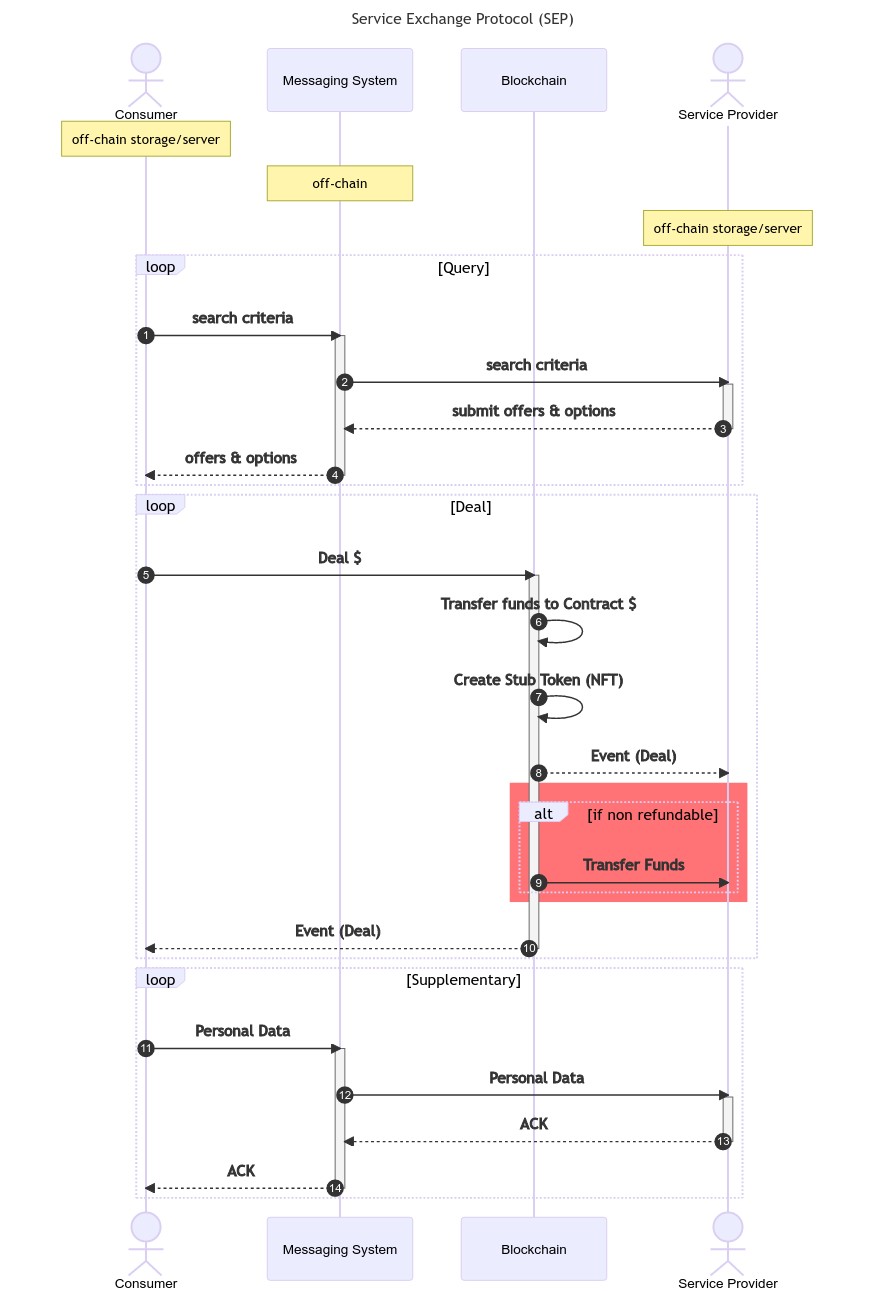 Service Exchange Protocol (SEP)
Consumer
Messaging System
Blockchain
Service Provider
off-chain storage/server
off-chain
off-chain storage/server
loop
[Query]
search criteria
1
search criteria
2
submit offers & options
3
offers & options
4
loop
[Deal]
Deal $
5
Transfer funds to Contract $
6
Create Stub Token (NFT)
7
Event (Deal)
8
alt
[if non refundable]
Transfer Funds
9
Event (Deal)
10
loop
[Supplementary]
Personal Data
11
Personal Data
12
ACK
13
ACK
14
Consumer
Messaging System
Blockchain
Service Provider